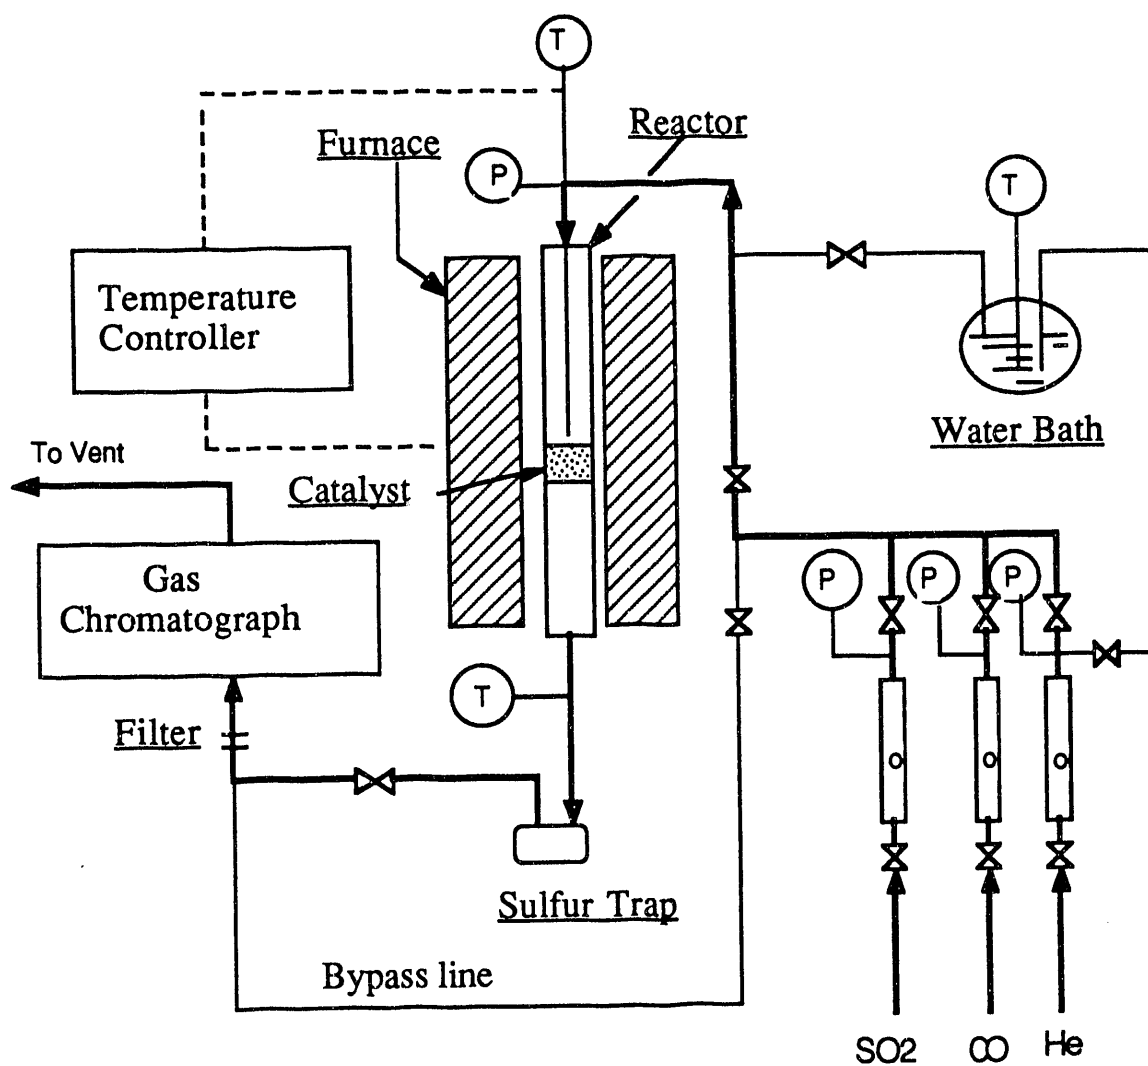 T
Reactor
Furnace
P
T
Temperature
Controller
Water Bath
To Vent
Catalyst
Gas
Chromatograph
P
P
P
T
Filter
Sulfur Trap
Bypass line
SO2
CO
He